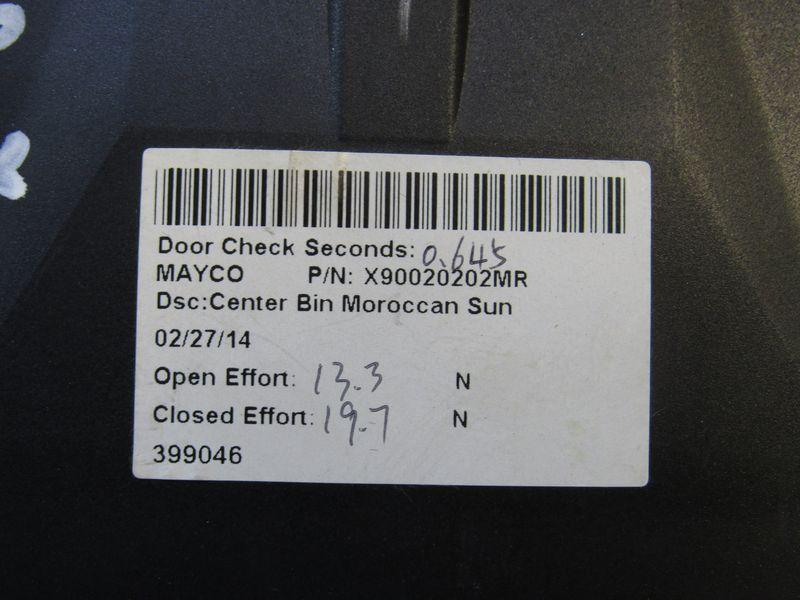 Door Check Seconds: 0.645
MAYCO P/N: X90020202MR
Dsc:Center Bin Moroccan Sun
02/27/14
Open Effort: 13.3 N
Closed Effort: 19.7 N
399046